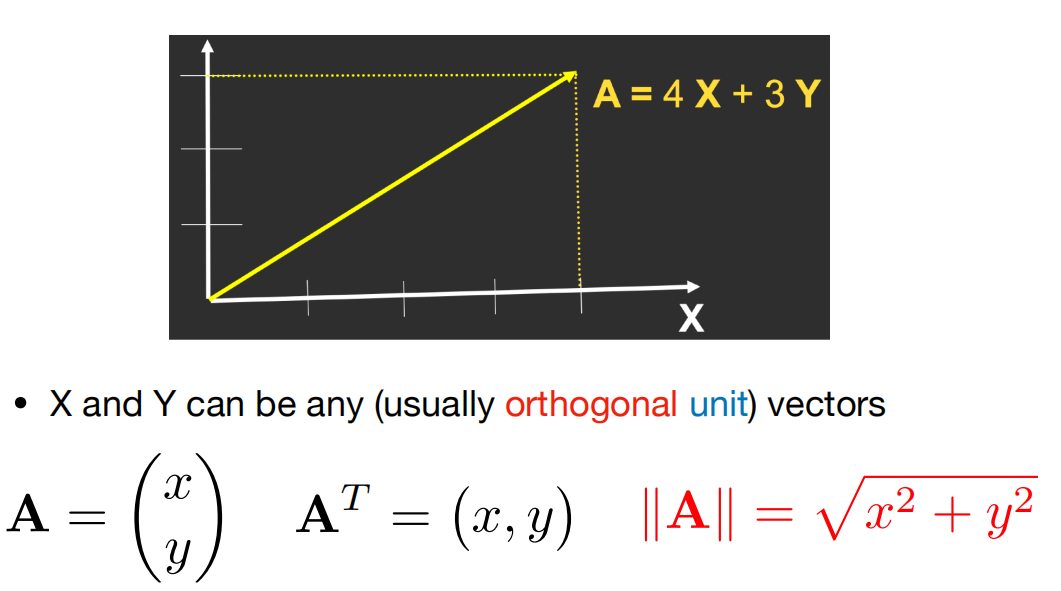 A = 4 X + 3 Y
X
• X and Y can be any (usually orthogonal unit) vectors
A = (x y) A^T = (x, y) ||A|| = √(x² + y²)